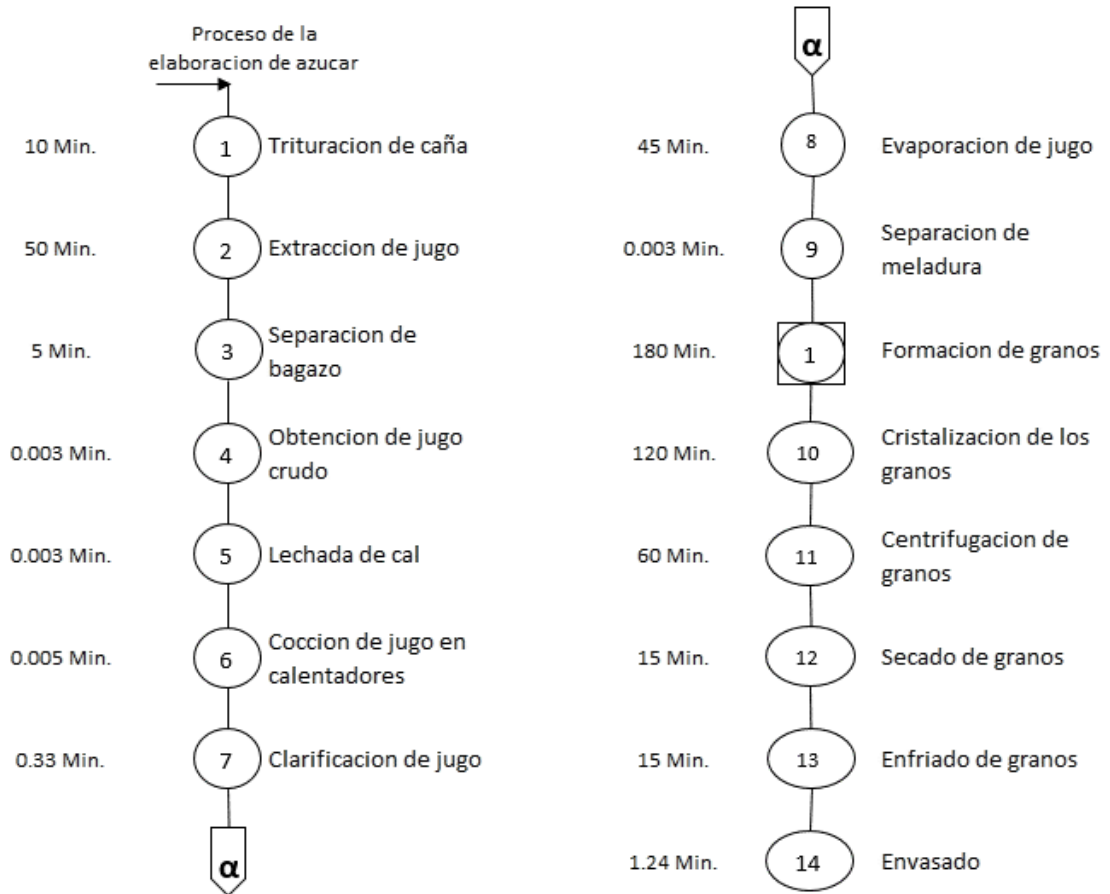 Proceso de la
elaboracion de azucar
10 Min.
1
Trituracion de caña
50 Min.
2
Extraccion de jugo
5 Min.
3
Separacion de
bagazo
0.003 Min.
4
Obtencion de jugo
crudo
0.003 Min.
5
Lechada de cal
0.005 Min.
6
Coccion de jugo en
calentadores
0.33 Min.
7
Clarificacion de jugo
α
α
45 Min.
8
Evaporacion de jugo
0.003 Min.
9
Separacion de
meladura
180 Min.
1
Formacion de granos
120 Min.
10
Cristalizacion de los
granos
60 Min.
11
Centrifugacion de
granos
15 Min.
12
Secado de granos
15 Min.
13
Enfriado de granos
1.24 Min.
14
Envasado